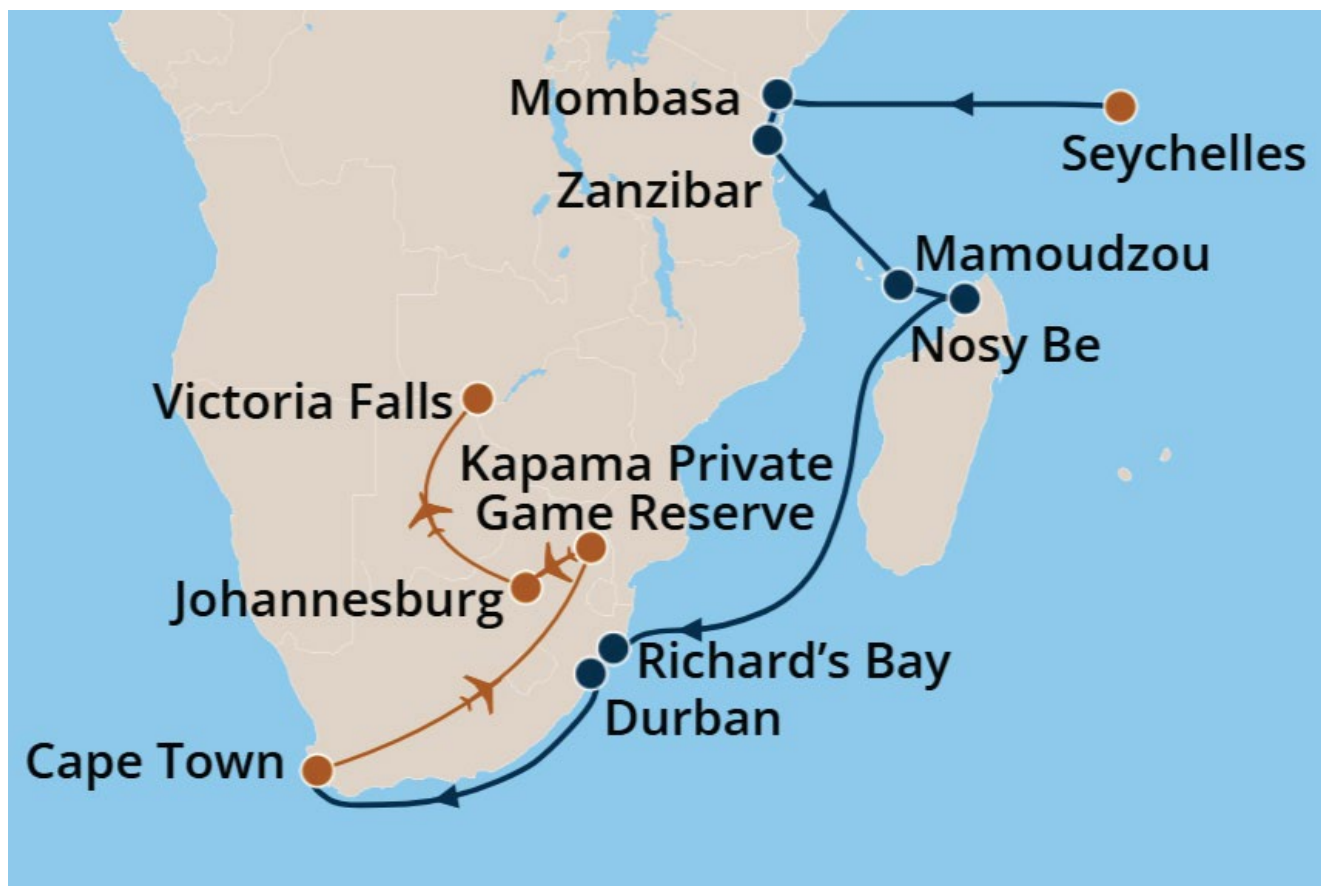 Mombasa
Seychelles
Zanzibar
Mamoudzou
Nosy Be
Victoria Falls
Kapama Private
Game Reserve
Johannesburg
Richard's Bay
Durban
Cape Town